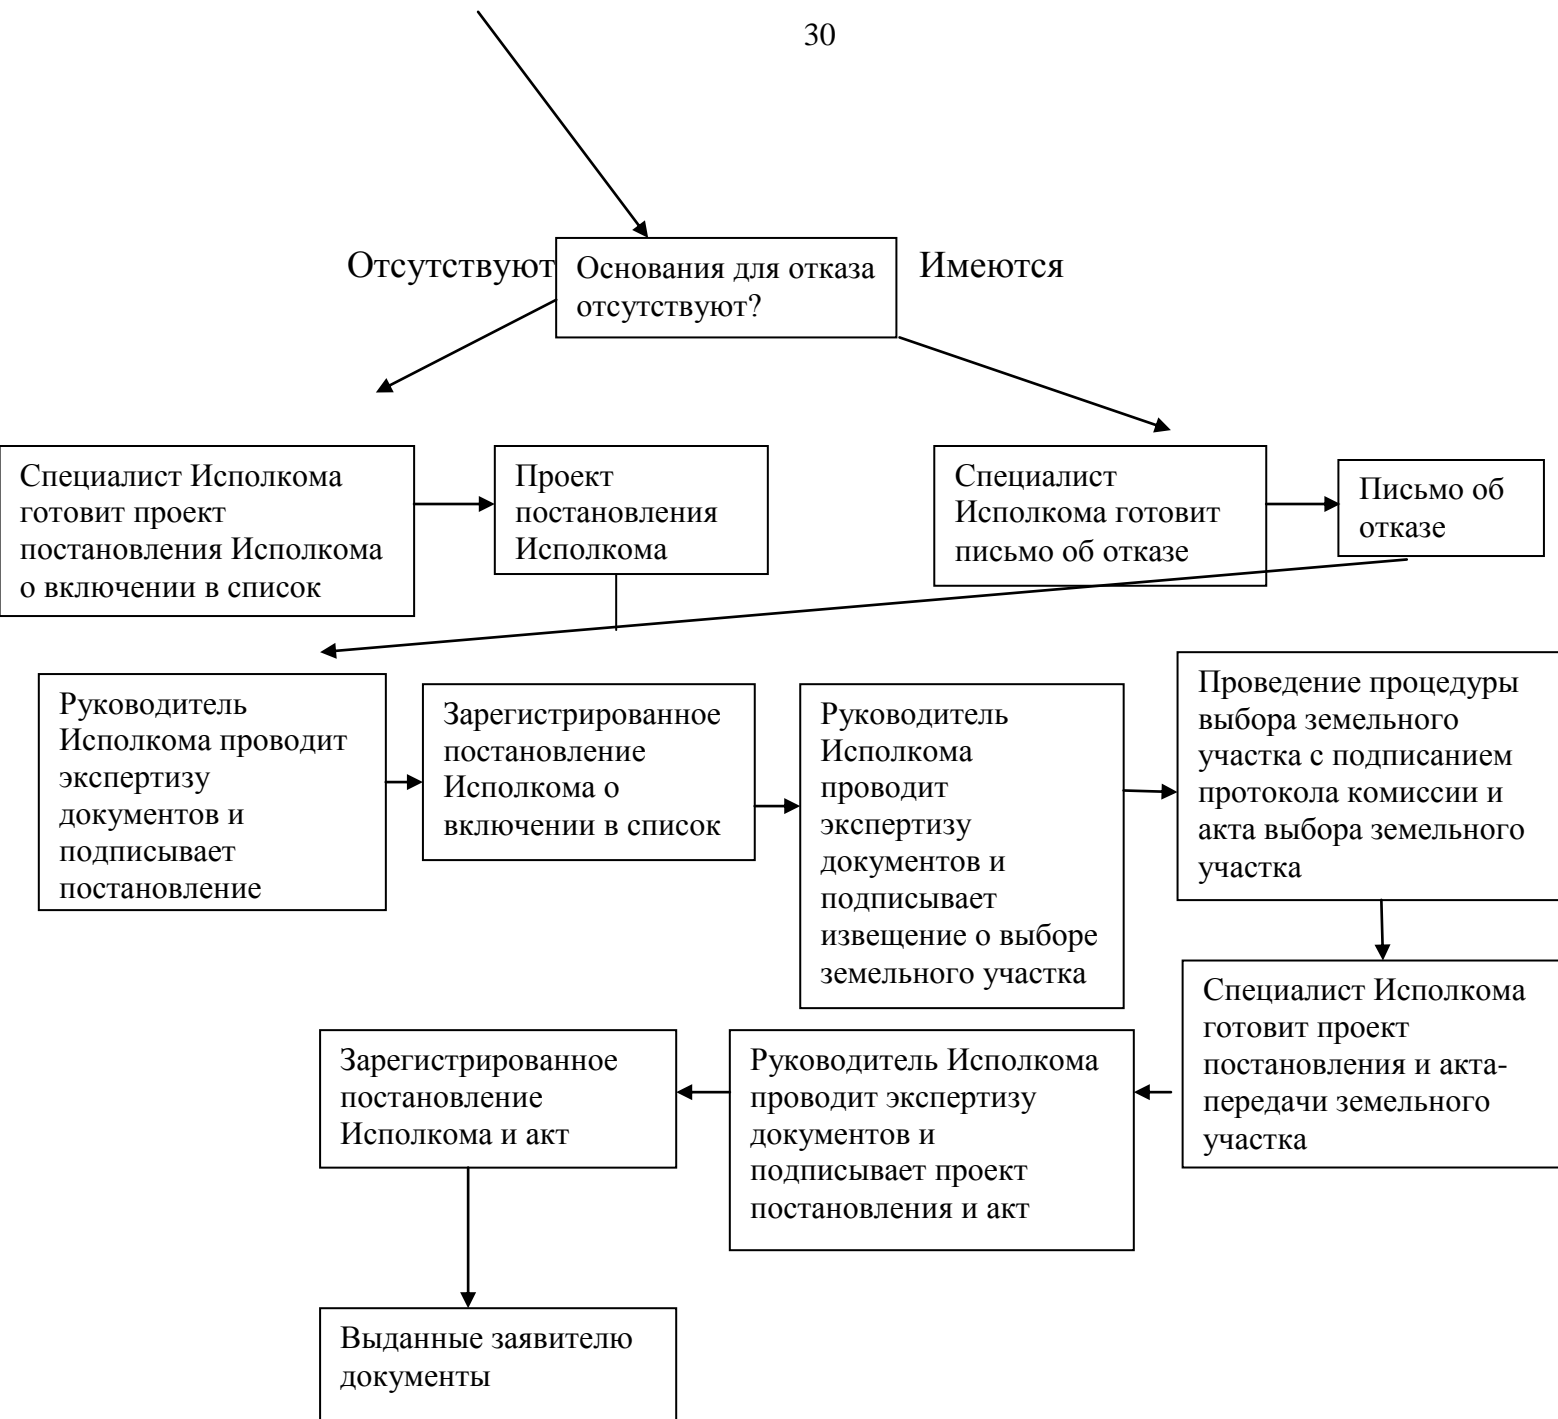 30
Отсутствуют
Основания для отказа
отсутствуют?
Имеются
Специалист Исполкома
готовит проект
постановления Исполкома
о включении в список
Проект
постановления
Исполкома
Специалист
Исполкома готовит
письмо об отказе
Письмо об
отказе
Руководитель
Исполкома проводит
экспертизу
документов и
подписывает
постановление
Зарегистрированное
постановление
Исполкома о
включении в список
Руководитель
Исполкома
проводит
экспертизу
документов и
подписывает
извещение о выборе
земельного участка
Проведение процедуры
выбора земельного
участка с подписанием
протокола комиссии и
акта выбора земельного
участка
Специалист Исполкома
готовит проект
постановления и акта-
передачи земельного
участка
Руководитель Исполкома
проводит экспертизу
документов и
подписывает проект
постановления и акт
Зарегистрированное
постановление
Исполкома и акт
Выданные заявителю
документы